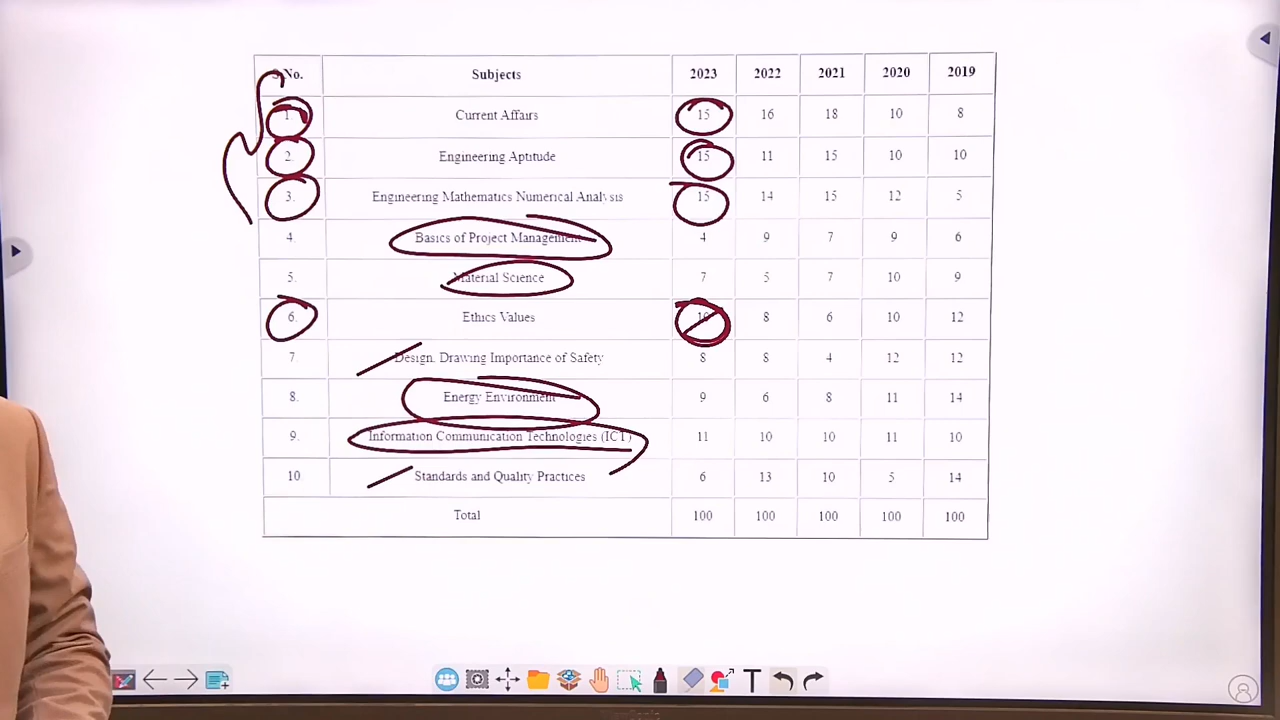 S.No. Subjects 2023 2022 2021 2020 2019
1. Current Affairs 15 16 18 10 8
2. Engineering Aptitude 15 11 15 10 10
3. Engineering Mathematics Numerical Analysis 15 14 15 12 5
4. Basics of Project Management 4 9 7 9 6
5. Material Science 7 5 7 10 9
6. Ethics Values 10 8 6 10 12
7. Design, Drawing Importance of Safety 8 8 4 12 12
8. Energy Environment 9 6 8 11 14
9. Information Communication Technologies (ICT) 11 10 10 11 10
10 Standards and Quality Practices 6 13 10 5 14
Total 100 100 100 100 100
T
ViewSonic